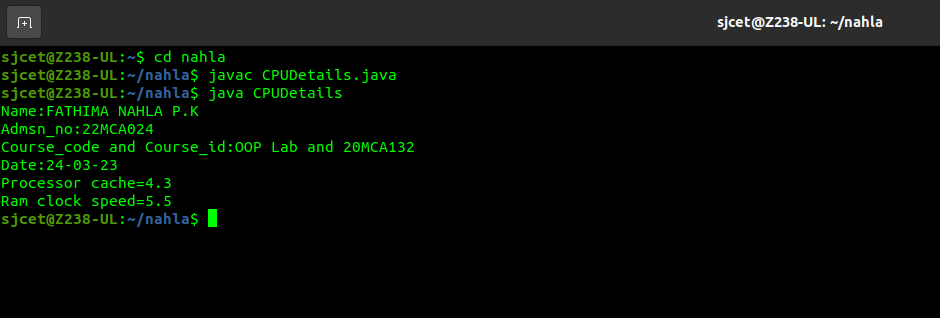 sjcet@Z238-UL: ~/nahla
sjcet@Z238-UL:~$ cd nahla
sjcet@Z238-UL:~/nahla$ javac CPUDetails.java
sjcet@Z238-UL:~/nahla$ java CPUDetails
Name:FATHIMA NAHLA P.K
Admsn_no:22MCA024
Course_code and Course_id:OOP Lab and 20MCA132
Date:24-03-23
Processor cache=4.3
Ram clock speed=5.5
sjcet@Z238-UL:~/nahla$